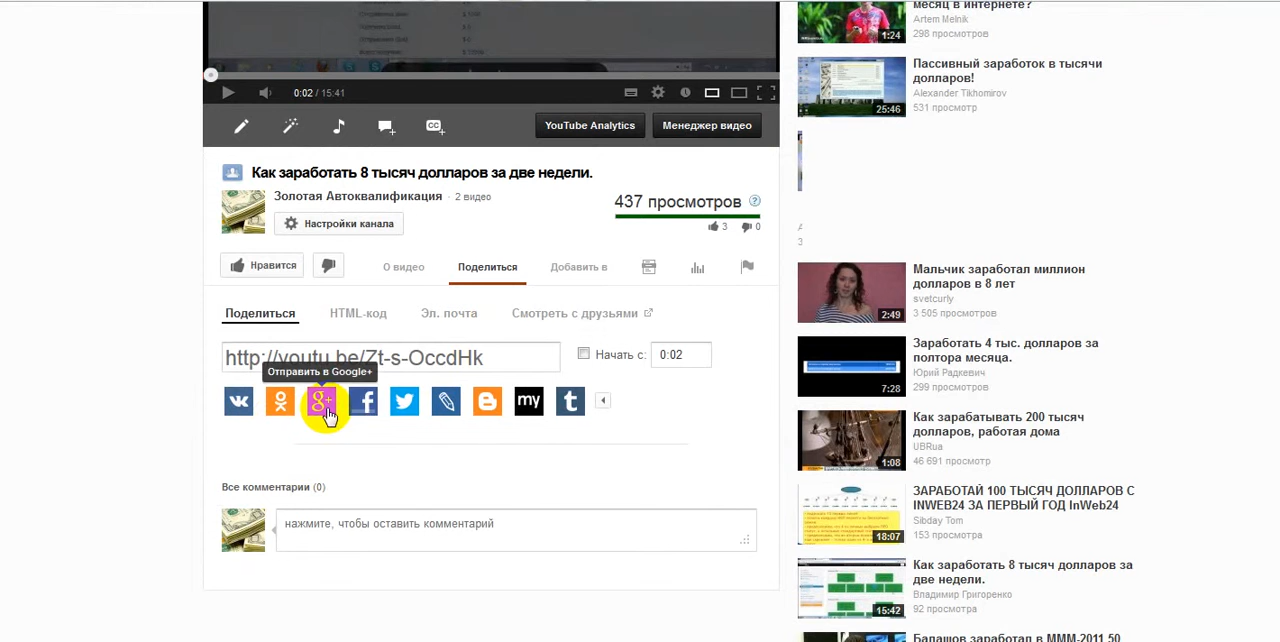 0:02 / 15:41
CC
YouTube Analytics
Менеджер видео
Как заработать 8 тысяч долларов за две недели.
Золотая Автоквалификация · 2 видео
Настройки канала
437 просмотров ?
3 0
Нравится
О видео
Поделиться
Добавить в
Поделиться
HTML-код
Эл. почта
Смотреть с друзьями
http://youtu.be/Zt-s-OccdHk
Начать с: 0:02
Отправить в Google+
my
Все комментарии (0)
нажмите, чтобы оставить комментарий
месяц в интернете?
Artem Melnik
298 просмотров
1:24
Пассивный заработок в тысячи
долларов!
Alexander Tikhomirov
531 просмотр
25:46
Мальчик заработал миллион
долларов в 8 лет
svetcurly
3 505 просмотров
2:49
Заработать 4 тыс. долларов за
полтора месяца.
Юрий Радкевич
299 просмотров
7:28
Как зарабатывать 200 тысяч
долларов, работая дома
UBRua
46 691 просмотр
1:08
ЗАРАБОТАЙ 100 ТЫСЯЧ ДОЛЛАРОВ С
INWEB24 ЗА ПЕРВЫЙ ГОД InWeb24
Sibday Tom
153 просмотра
18:07
Как заработать 8 тысяч долларов за
две недели.
Владимир Григоренко
92 просмотра
15:42
Балашов заработал в МММ-2011 50